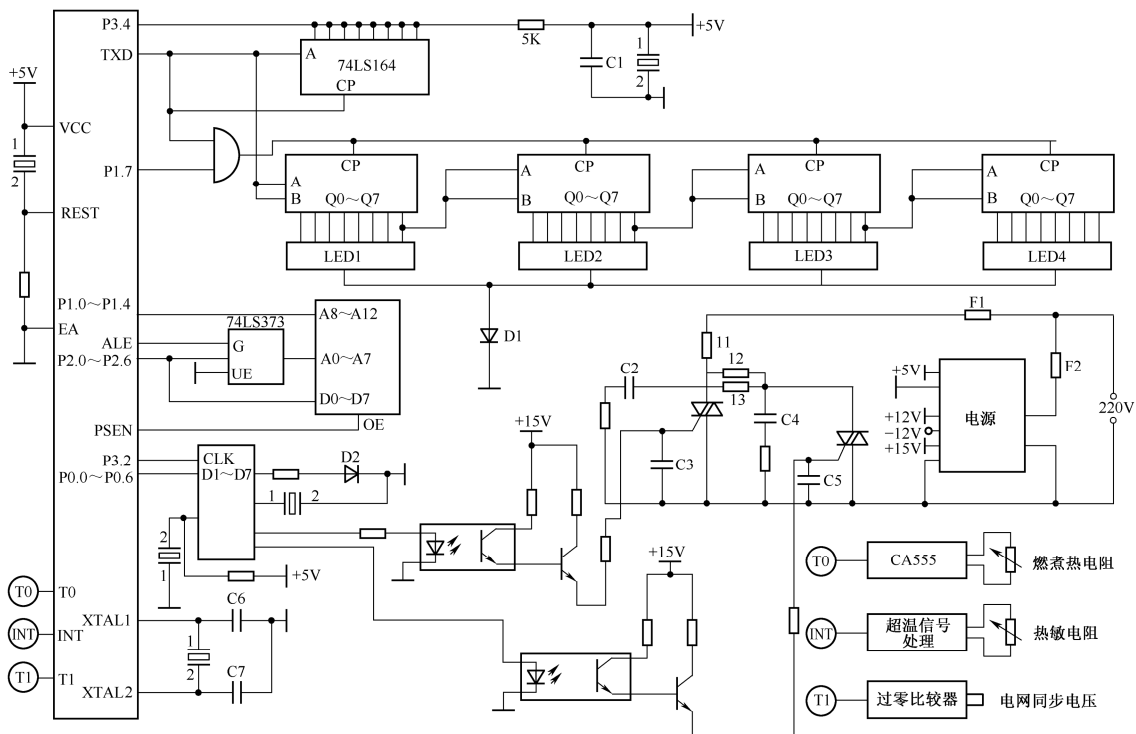 P3.4
5K
+5V
TXD
A
74LS164
CP
C1
1
2
+5V
VCC
1
2
P1.7
REST
CP
A
B
Q0～Q7
LED1
CP
A
B
Q0～Q7
LED2
CP
A
B
Q0～Q7
LED3
CP
A
B
Q0～Q7
LED4
P1.0～P1.4
EA
ALE
P2.0～P2.6
74LS373
G
UE
A8～A12
A0～A7
D0～D7
OE
PSEN
D1
F1
F2
11
12
13
C2
C3
C4
C5
+5V
+12V
−12V
+15V
电源
220V
P3.2
P0.0～P0.6
CLK
D1～D7
D2
1
2
2
1
+5V
+15V
+15V
T0
T0
INT
INT
T1
T1
XTAL1
XTAL2
C6
C7
1
2
T0
CA555
燃煮热电阻
INT
超温信号
处理
热敏电阻
T1
过零比较器
电网同步电压